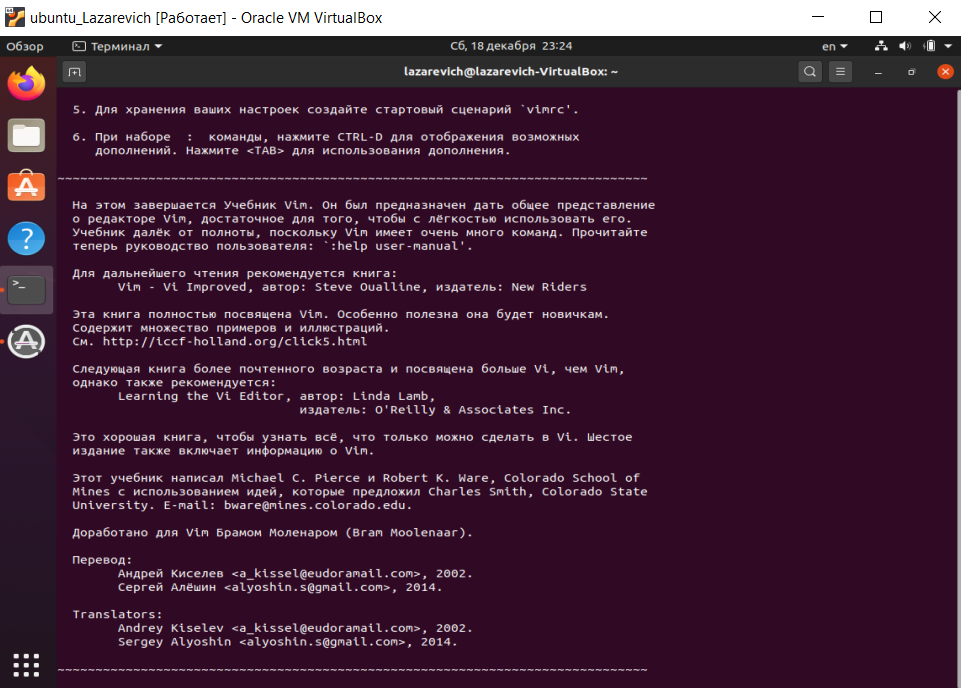 ubuntu_Lazarevich [Работает] - Oracle VM VirtualBox
Обзор Терминал Сб, 18 декабря 23:24 en
lazarevich@lazarevich-VirtualBox: ~
5. Для хранения ваших настроек создайте стартовый сценарий `vimrc'.
6. При наборе : команды, нажмите CTRL-D для отображения возможных
дополнений. Нажмите <TAB> для использования дополнения.
~~~~~~~~~~~~~~~~~~~~~~~~~~~~~~~~~~~~~~~~~~~~~~~~~~~~~~~~~~~~~~~~~~~~~~~~~~~~~~
На этом завершается Учебник Vim. Он был предназначен дать общее представление
о редакторе Vim, достаточное для того, чтобы с лёгкостью использовать его.
Учебник далёк от полноты, поскольку Vim имеет очень много команд. Прочитайте
теперь руководство пользователя: `:help user-manual'.
Для дальнейшего чтения рекомендуется книга:
Vim - Vi Improved, автор: Steve Oualline, издатель: New Riders
Эта книга полностью посвящена Vim. Особенно полезна она будет новичкам.
Содержит множество примеров и иллюстраций.
См. http://iccf-holland.org/click5.html
Следующая книга более почтенного возраста и посвящена больше Vi, чем Vim,
однако также рекомендуется:
Learning the Vi Editor, автор: Linda Lamb,
издатель: O'Reilly & Associates Inc.
Это хорошая книга, чтобы узнать всё, что только можно сделать в Vi. Шестое
издание также включает информацию о Vim.
Этот учебник написал Michael C. Pierce и Robert K. Ware, Colorado School of
Mines с использованием идей, которые предложил Charles Smith, Colorado State
University. E-mail: bware@mines.colorado.edu.
Доработано для Vim Брамом Моленаром (Bram Moolenaar).
Перевод:
Андрей Киселев <a_kissel@eudoramail.com>, 2002.
Сергей Алёшин <alyoshin.s@gmail.com>, 2014.
Translators:
Andrey Kiselev <a_kissel@eudoramail.com>, 2002.
Sergey Alyoshin <alyoshin.s@gmail.com>, 2014.
~~~~~~~~~~~~~~~~~~~~~~~~~~~~~~~~~~~~~~~~~~~~~~~~~~~~~~~~~~~~~~~~~~~~~~~~~~~~~~